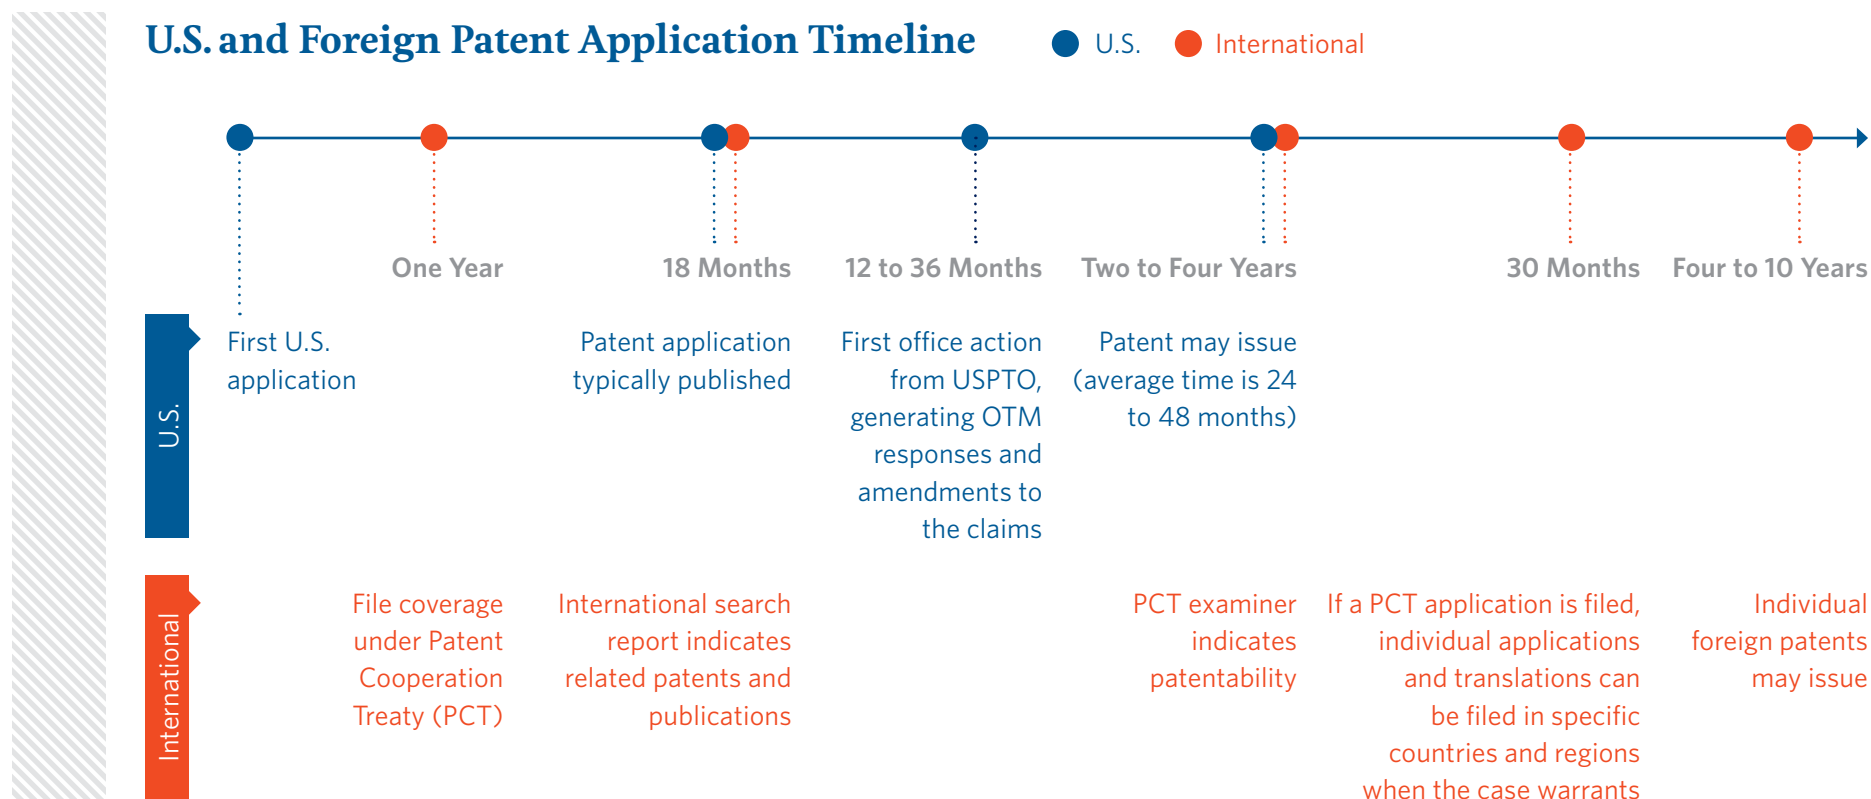 U.S. and Foreign Patent Application Timeline
U.S.
International
One Year
18 Months
12 to 36 Months
Two to Four Years
30 Months
Four to 10 Years
U.S.
First U.S.
application
Patent application
typically published
First office action
from USPTO,
generating OTM
responses and
amendments to
the claims
Patent may issue
(average time is 24
to 48 months)
International
File coverage
under Patent
Cooperation
Treaty (PCT)
International search
report indicates
related patents and
publications
PCT examiner
indicates
patentability
If a PCT application is filed,
individual applications
and translations can
be filed in specific
countries and regions
when the case warrants
Individual
foreign patents
may issue